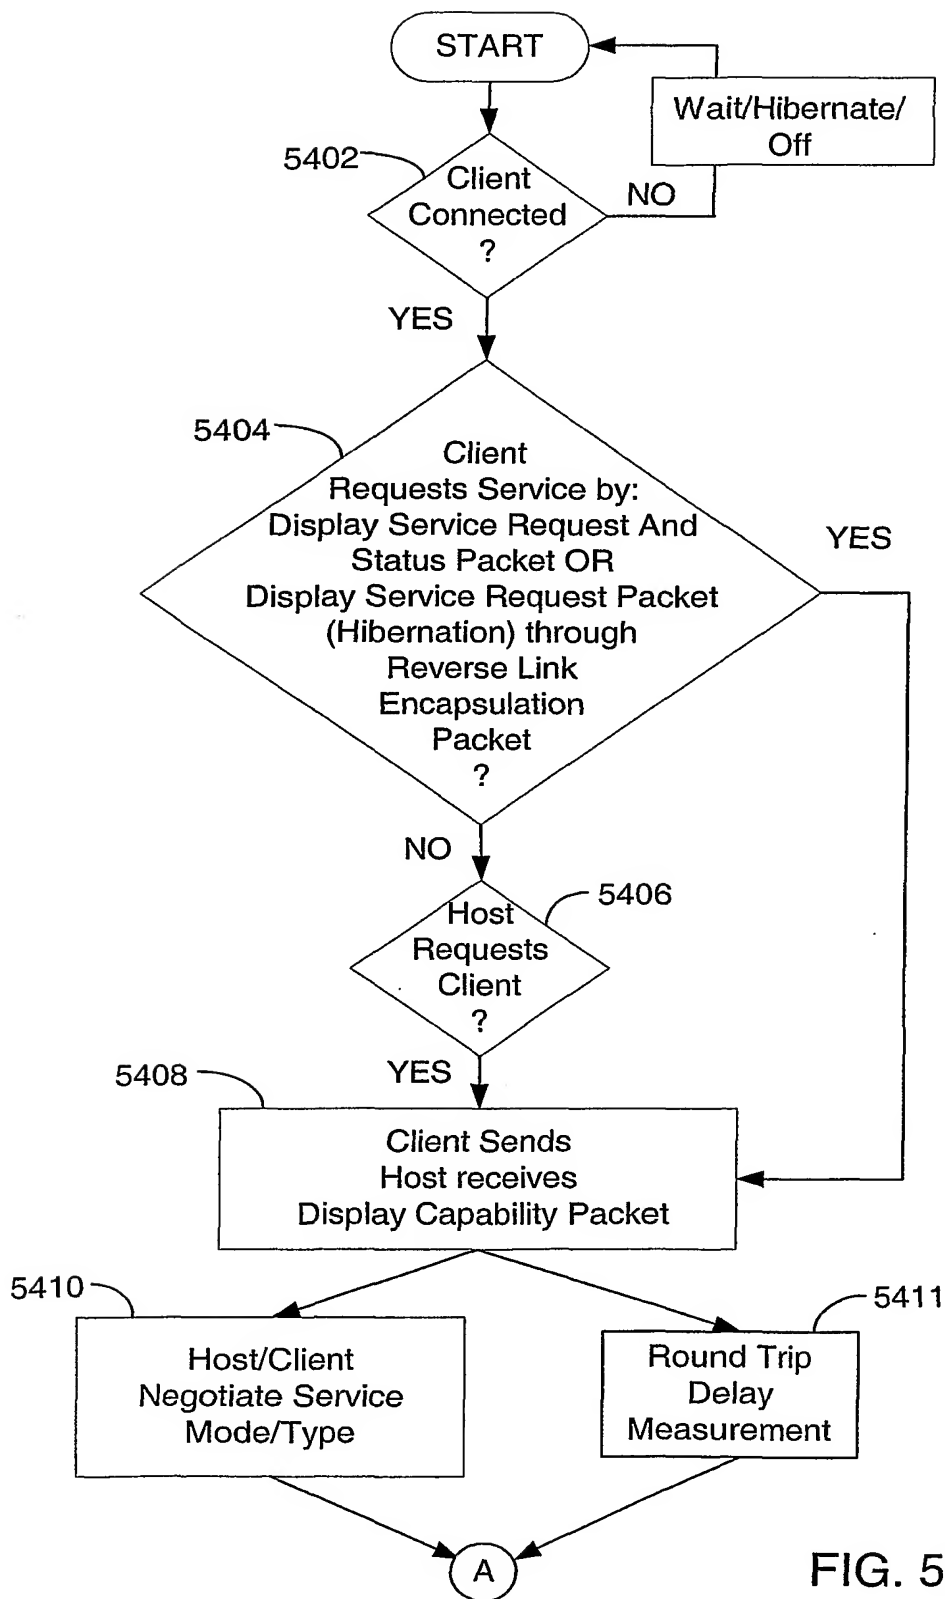 START
Wait/Hibernate/
Off
5402
Client
Connected
?
NO
YES
5404
Client
Requests Service by:
Display Service Request And
Status Packet OR
Display Service Request Packet
(Hibernation) through
Reverse Link
Encapsulation
Packet
?
YES
NO
5406
Host
Requests
Client
?
YES
5408
Client Sends
Host receives
Display Capability Packet
5410
Host/Client
Negotiate Service
Mode/Type
5411
Round Trip
Delay
Measurement
A
FIG. 5